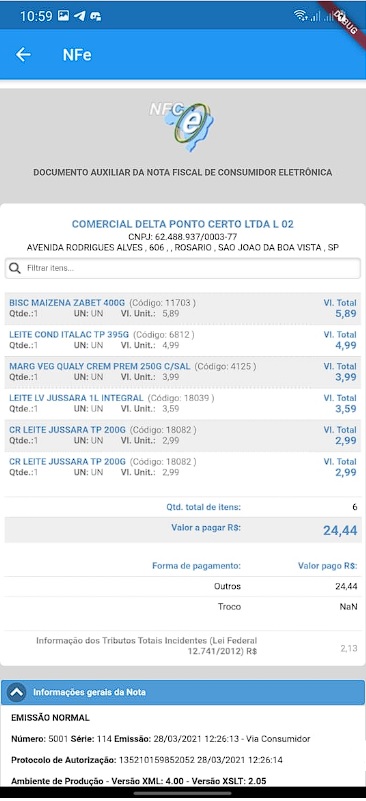 10:59
DEBUG
NFe
NFC e
DOCUMENTO AUXILIAR DA NOTA FISCAL DE CONSUMIDOR ELETRÔNICA
COMERCIAL DELTA PONTO CERTO LTDA L 02
CNPJ: 62.488.937/0003-77
AVENIDA RODRIGUES ALVES , 606 , , ROSARIO , SAO JOAO DA BOA VISTA , SP
Filtrar itens...
BISC MAIZENA ZABET 400G (Código: 11703 ) Vl. Total
Qtde.:1 UN: UN Vl. Unit.: 5,89 5,89
LEITE COND ITALAC TP 395G (Código: 6812 ) Vl. Total
Qtde.:1 UN: UN Vl. Unit.: 4,99 4,99
MARG VEG QUALY CREM PREM 250G C/SAL (Código: 4125 ) Vl. Total
Qtde.:1 UN: UN Vl. Unit.: 3,99 3,99
LEITE LV JUSSARA 1L INTEGRAL (Código: 18039 ) Vl. Total
Qtde.:1 UN: UN Vl. Unit.: 3,59 3,59
CR LEITE JUSSARA TP 200G (Código: 18082 ) Vl. Total
Qtde.:1 UN: UN Vl. Unit.: 2,99 2,99
CR LEITE JUSSARA TP 200G (Código: 18082 ) Vl. Total
Qtde.:1 UN: UN Vl. Unit.: 2,99 2,99
Qtd. total de itens: 6
Valor a pagar R$: 24,44
Forma de pagamento: Valor pago R$:
Outros 24,44
Troco NaN
Informação dos Tributos Totais Incidentes (Lei Federal
12.741/2012) R$ 2,13
Informações gerais da Nota
EMISSÃO NORMAL
Número: 5001 Série: 114 Emissão: 28/03/2021 12:26:13 - Via Consumidor
Protocolo de Autorização: 135210159852052 28/03/2021 12:26:14
Ambiente de Produção - Versão XML: 4.00 - Versão XSLT: 2.05